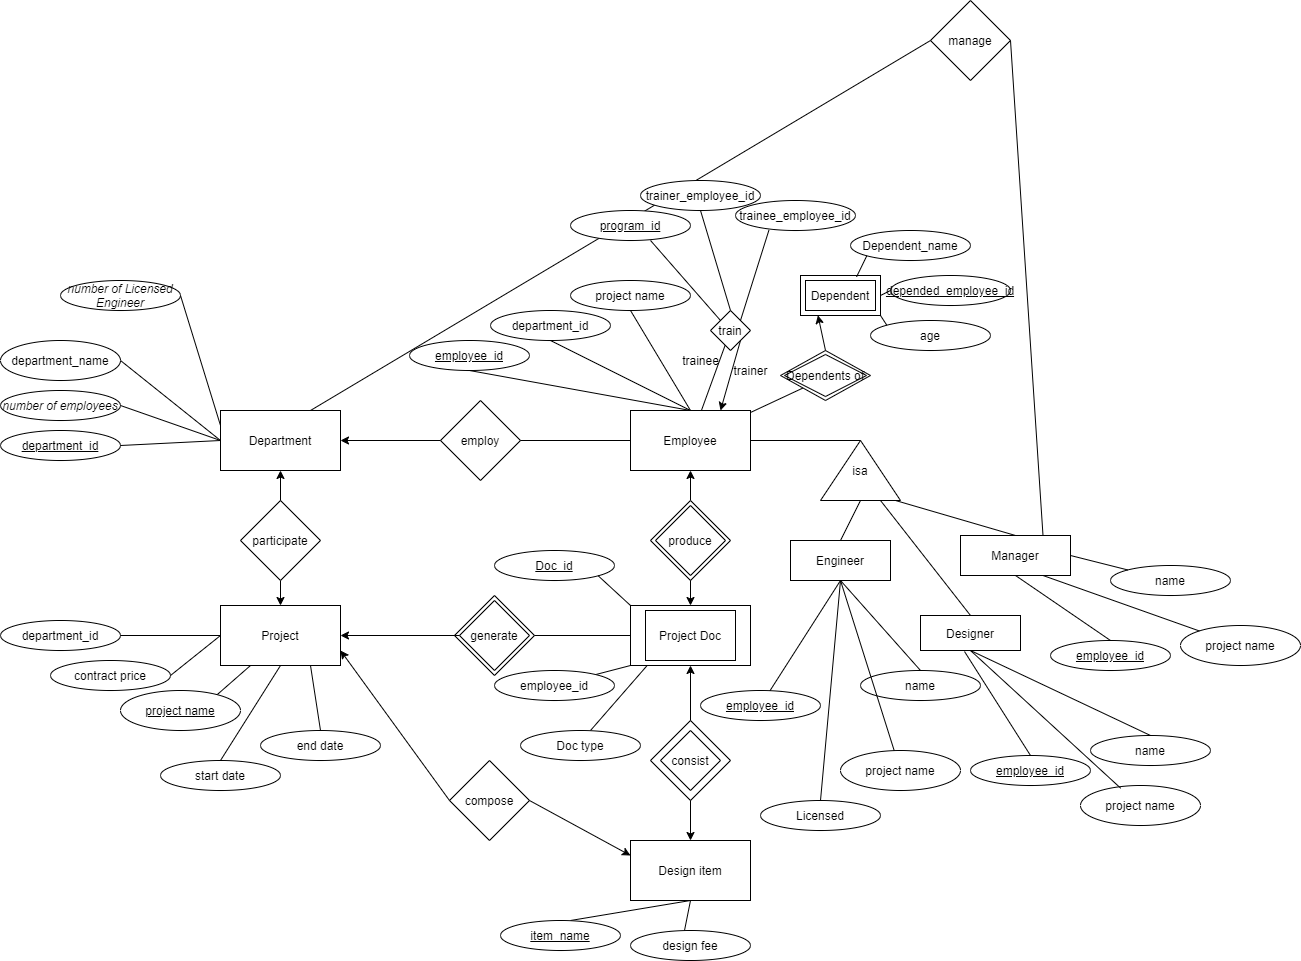 manage
trainer_employee_id
trainee_employee_id
program_id
Dependent_name
number of Licensed
Engineer
project name
Dependent
depended_employee_id
department_id
train
age
department_name
employee_id
trainee
trainer
Dependents of
number of employees
department_id
Department
employ
Employee
isa
participate
produce
Engineer
Manager
Doc_id
name
department_id
Project
generate
Project Doc
Designer
project name
contract price
employee_id
employee_id
name
project name
employee_id
end date
Doc type
name
start date
consist
project name
employee_id
compose
project name
Licensed
Design item
item_name
design fee